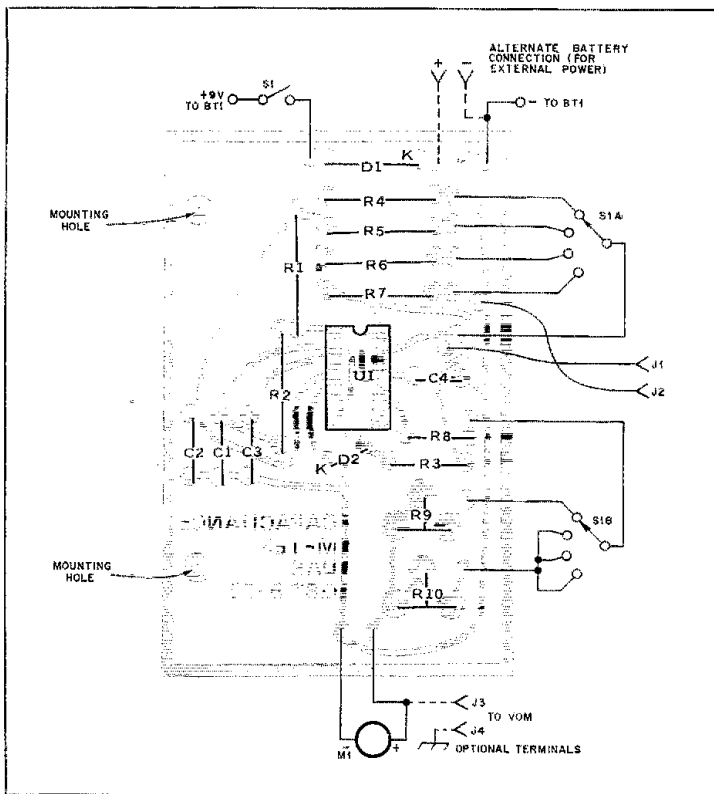 ALTERNATE BATTERY
CONNECTION (FOR
EXTERNAL POWER)
+ -
S1
+9V
TO BT1
- TO BT1
K
D1
MOUNTING
HOLE
R4
S1A
R5
R1
R6
R7
U1
J1
C4
J2
R2
R8
C2 C1 C3
D2
K
R3
R9
S1B
MOUNTING
HOLE
R10
J3
TO VOM
J4
M1
- +
OPTIONAL TERMINALS